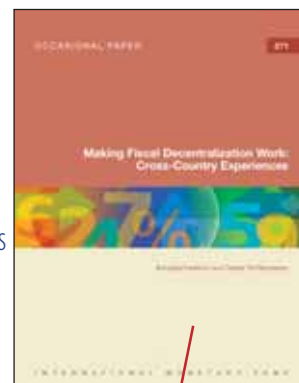 OCCASIONAL PAPER 271
Making Fiscal Decentralization Work:
Cross-Country Experiences
S
INTERNATIONAL MONETARY FUND